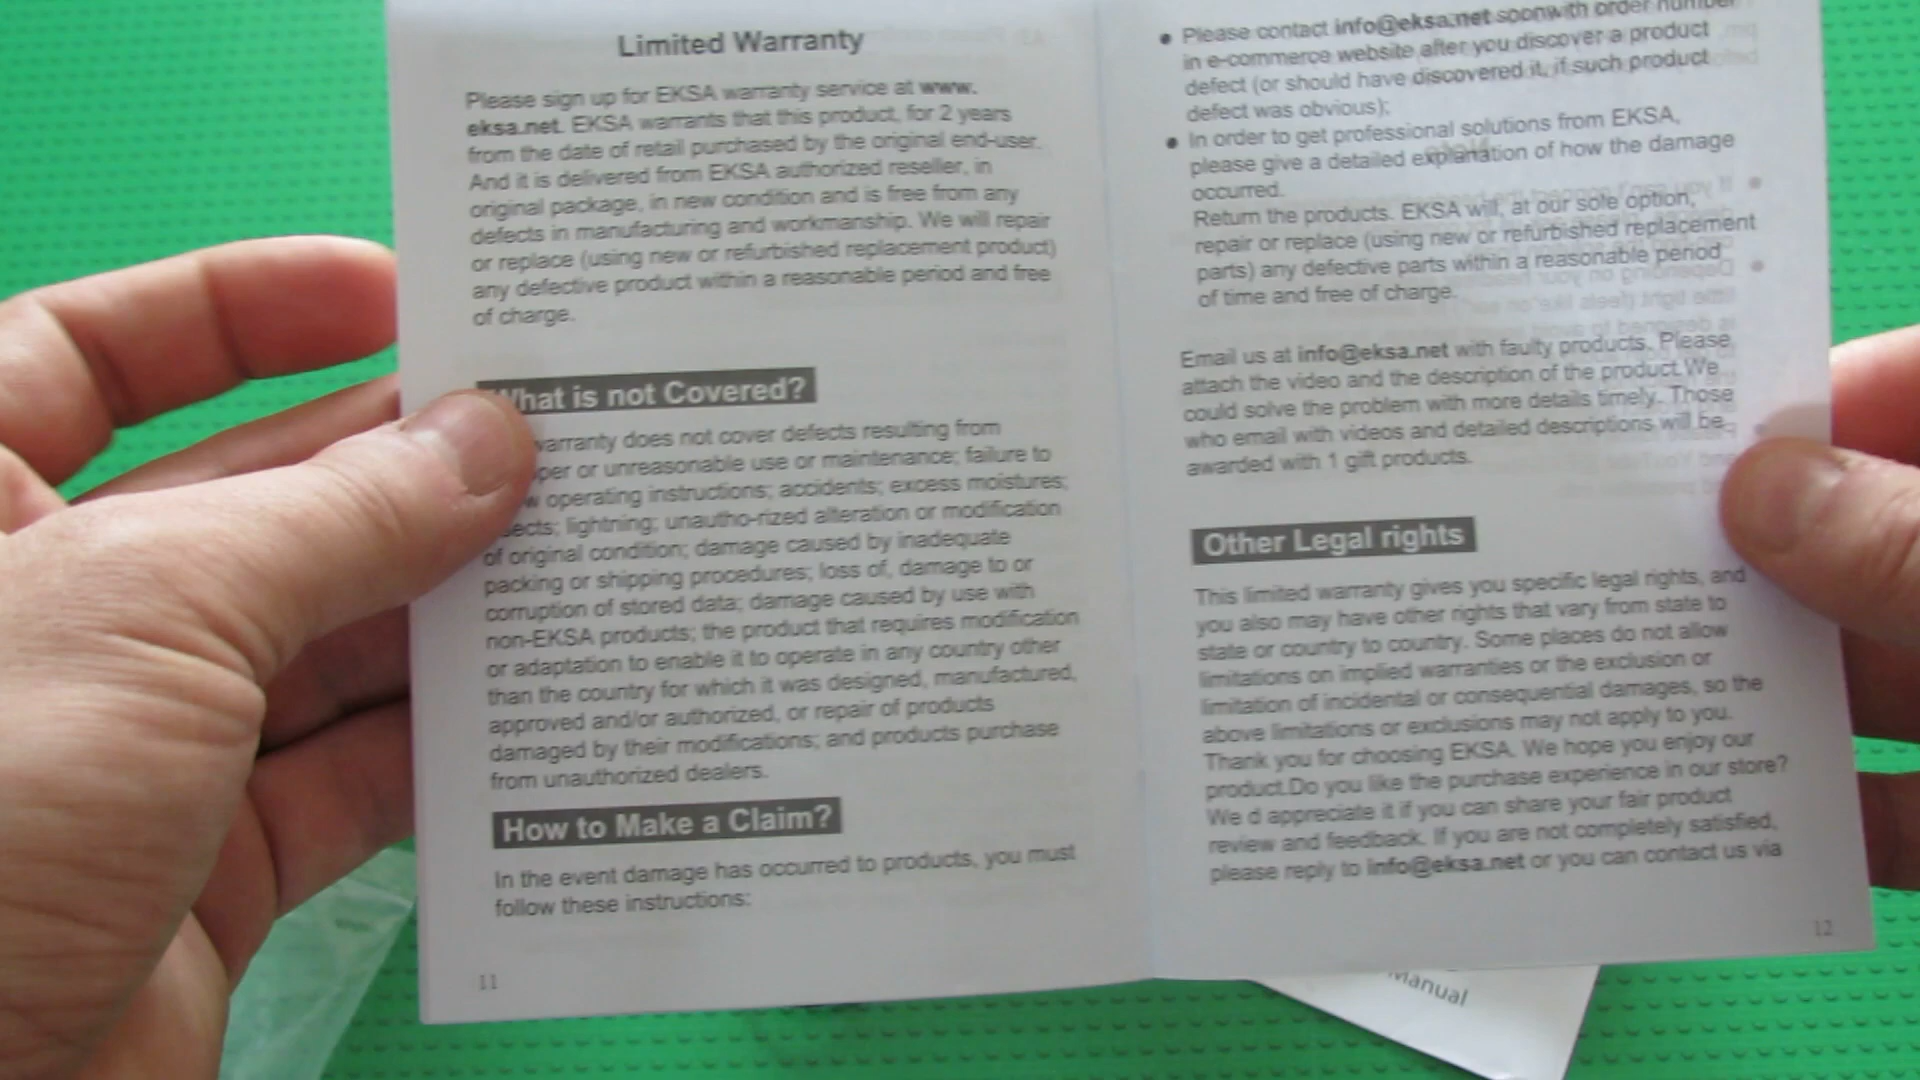 Limited Warranty
Please sign up for EKSA warranty service at www.
eksa.net. EKSA warrants that this product, for 2 years
from the date of retail purchased by the original end-user.
And it is delivered from EKSA authorized reseller, in
original package, in new condition and is free from any
defects in manufacturing and workmanship. We will repair
or replace (using new or refurbished replacement product)
any defective product within a reasonable period and free
of charge.
What is not Covered?
warranty does not cover defects resulting from
or unreasonable use or maintenance; failure to
operating instructions; accidents; excess moistures;
lightning; unautho-rized alteration or modification
of original condition; damage caused by inadequate
packing or shipping procedures; loss of, damage to or
corruption of stored data; damage caused by use with
non-EKSA products; the product that requires modification
or adaptation to enable it to operate in any country other
than the country for which it was designed, manufactured,
approved and/or authorized, or repair of products
damaged by their modifications; and products purchase
from unauthorized dealers.
How to Make a Claim?
In the event damage has occurred to products, you must
follow these instructions:
11
● Please contact info@eksa.net soonwith order number
in e-commerce website after you discover a product
defect (or should have discovered it, if such product
defect was obvious);
● In order to get professional solutions from EKSA,
please give a detailed explanation of how the damage
occurred.
Return the products. EKSA will, at our sole option,
repair or replace (using new or refurbished replacement
parts) any defective parts within a reasonable period
of time and free of charge.
Email us at info@eksa.net with faulty products. Please
attach the video and the description of the product.We
could solve the problem with more details timely. Those
who email with videos and detailed descriptions will be
awarded with 1 gift products.
Other Legal rights
This limited warranty gives you specific legal rights, and
you also may have other rights that vary from state to
state or country to country. Some places do not allow
limitations on implied warranties or the exclusion or
limitation of incidental or consequential damages, so the
above limitations or exclusions may not apply to you.
Thank you for choosing EKSA. We hope you enjoy our
product.Do you like the purchase experience in our store?
We d appreciate it if you can share your fair product
review and feedback. If you are not completely satisfied,
please reply to info@eksa.net or you can contact us via
12
Manual